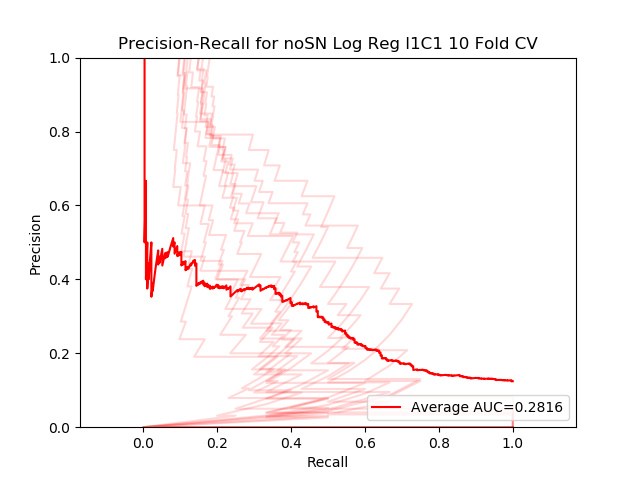 Precision-Recall for noSN Log Reg l1C1 10 Fold CV
1.0
0.8
0.6
0.4
0.2
0.0
Precision
0.0 0.2 0.4 0.6 0.8 1.0
Recall
Average AUC=0.2816